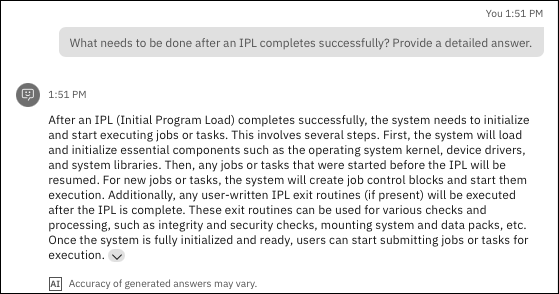 You 1:51 PM
What needs to be done after an IPL completes successfully? Provide a detailed answer.
1:51 PM
After an IPL (Initial Program Load) completes successfully, the system needs to initialize
and start executing jobs or tasks. This involves several steps. First, the system will load
and initialize essential components such as the operating system kernel, device drivers,
and system libraries. Then, any jobs or tasks that were started before the IPL will be
resumed. For new jobs or tasks, the system will create job control blocks and start them
execution. Additionally, any user-written IPL exit routines (if present) will be executed
after the IPL is complete. These exit routines can be used for various checks and
processing, such as integrity and security checks, mounting system and data packs, etc.
Once the system is fully initialized and ready, users can start submitting jobs or tasks for
execution.
AI Accuracy of generated answers may vary.